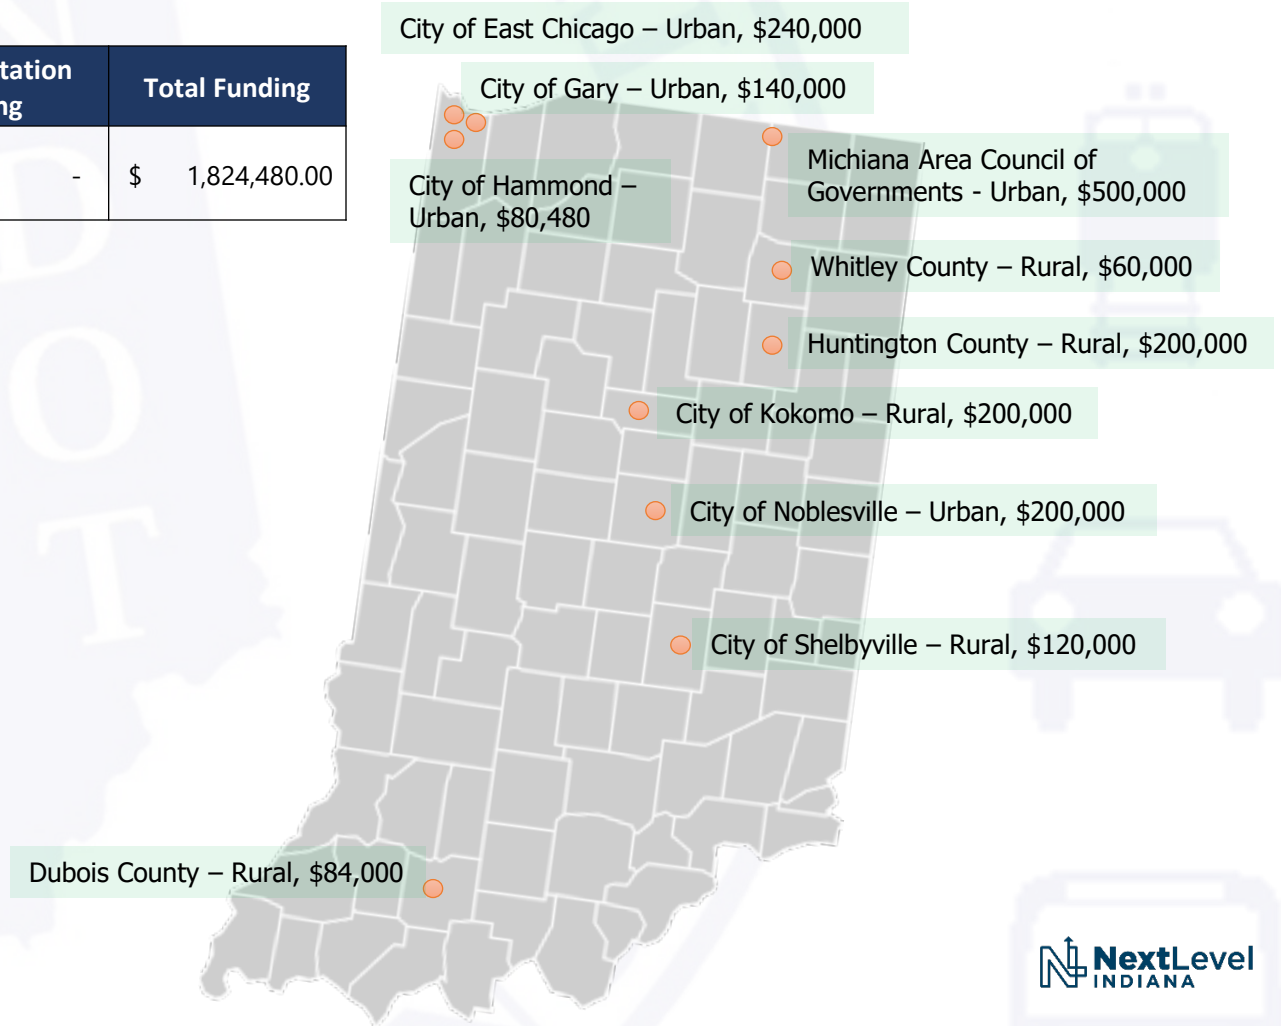 City of East Chicago – Urban, $240,000
tation
ng
Total Funding
-
$ 1,824,480.00
City of Gary – Urban, $140,000
City of Hammond –
Urban, $80,480
Michiana Area Council of
Governments - Urban, $500,000
Whitley County – Rural, $60,000
Huntington County – Rural, $200,000
City of Kokomo – Rural, $200,000
City of Noblesville – Urban, $200,000
City of Shelbyville – Rural, $120,000
Dubois County – Rural, $84,000
D
O
T
NextLevel
INDIANA